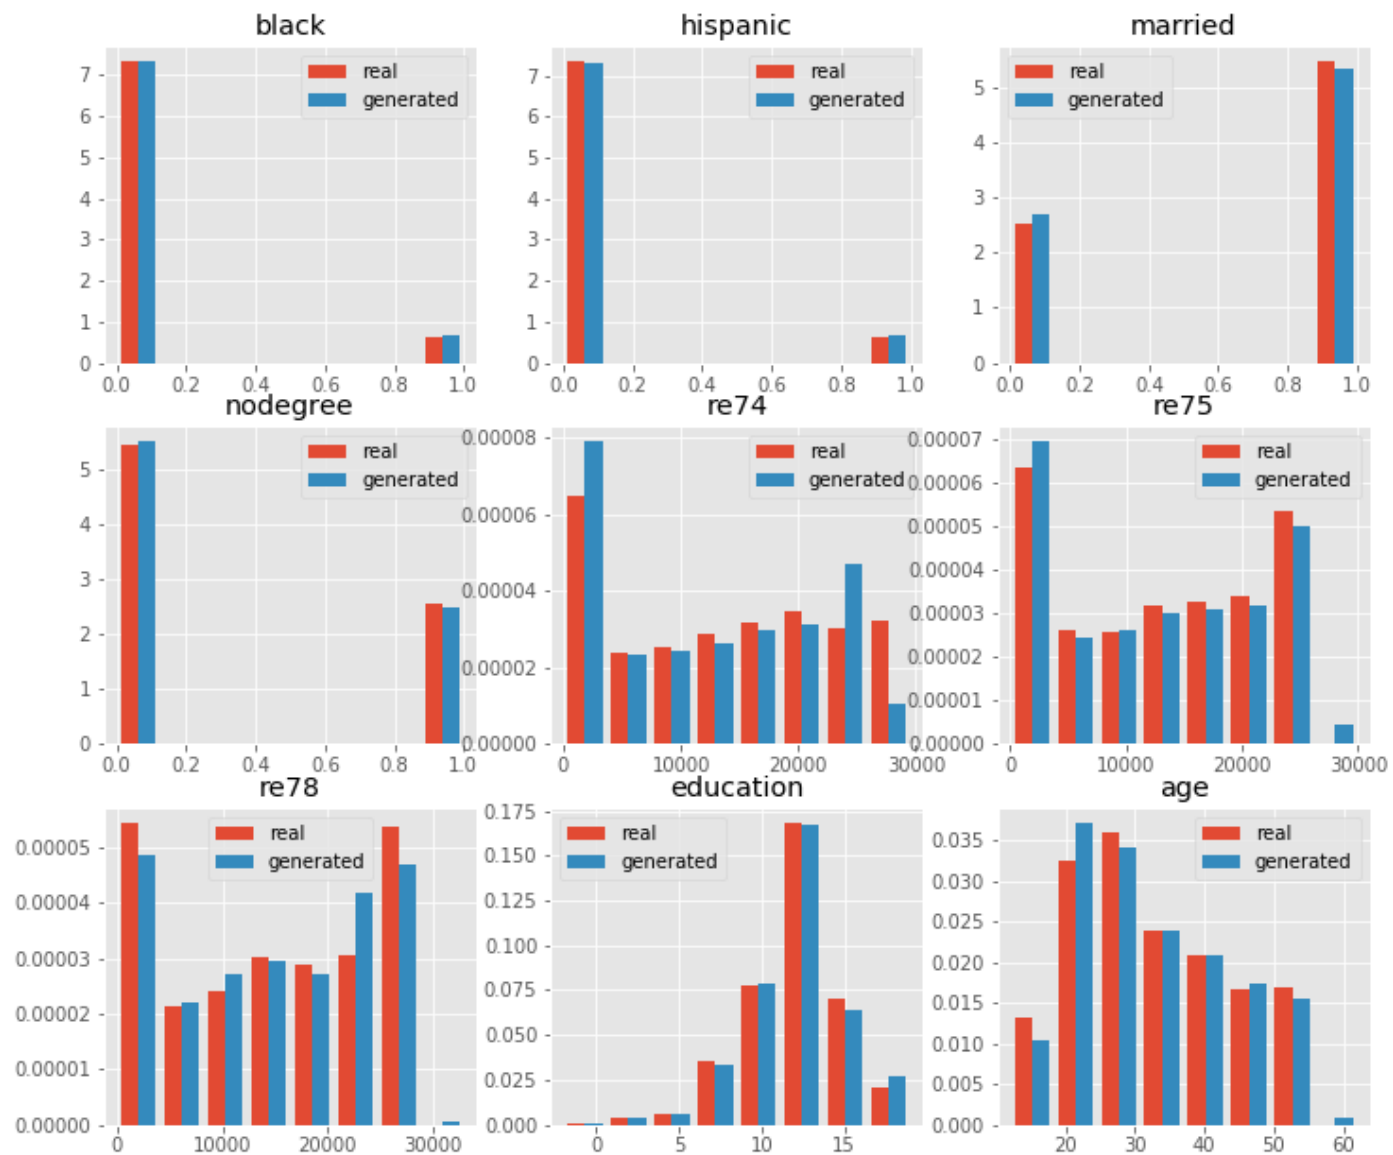 black
real
generated
7
6
5
4
3
2
1
0
0.0 0.2 0.4 0.6 0.8 1.0
hispanic
real
generated
7
6
5
4
3
2
1
0
0.0 0.2 0.4 0.6 0.8 1.0
married
real
generated
5
4
3
2
1
0
0.0 0.2 0.4 0.6 0.8 1.0
nodegree
real
generated
5
4
3
2
1
0
0.0 0.2 0.4 0.6 0.8 1.0
re74
real
generated
0.00008
0.00006
0.00004
0.00002
0.00000
0 10000 20000 30000
re75
real
generated
0.00007
0.00006
0.00005
0.00004
0.00003
0.00002
0.00001
0.00000
0 10000 20000 30000
re78
real
generated
0.00005
0.00004
0.00003
0.00002
0.00001
0.00000
0 10000 20000 30000
education
real
generated
0.175
0.150
0.125
0.100
0.075
0.050
0.025
0.000
0 5 10 15
age
real
generated
0.035
0.030
0.025
0.020
0.015
0.010
0.005
0.000
20 30 40 50 60